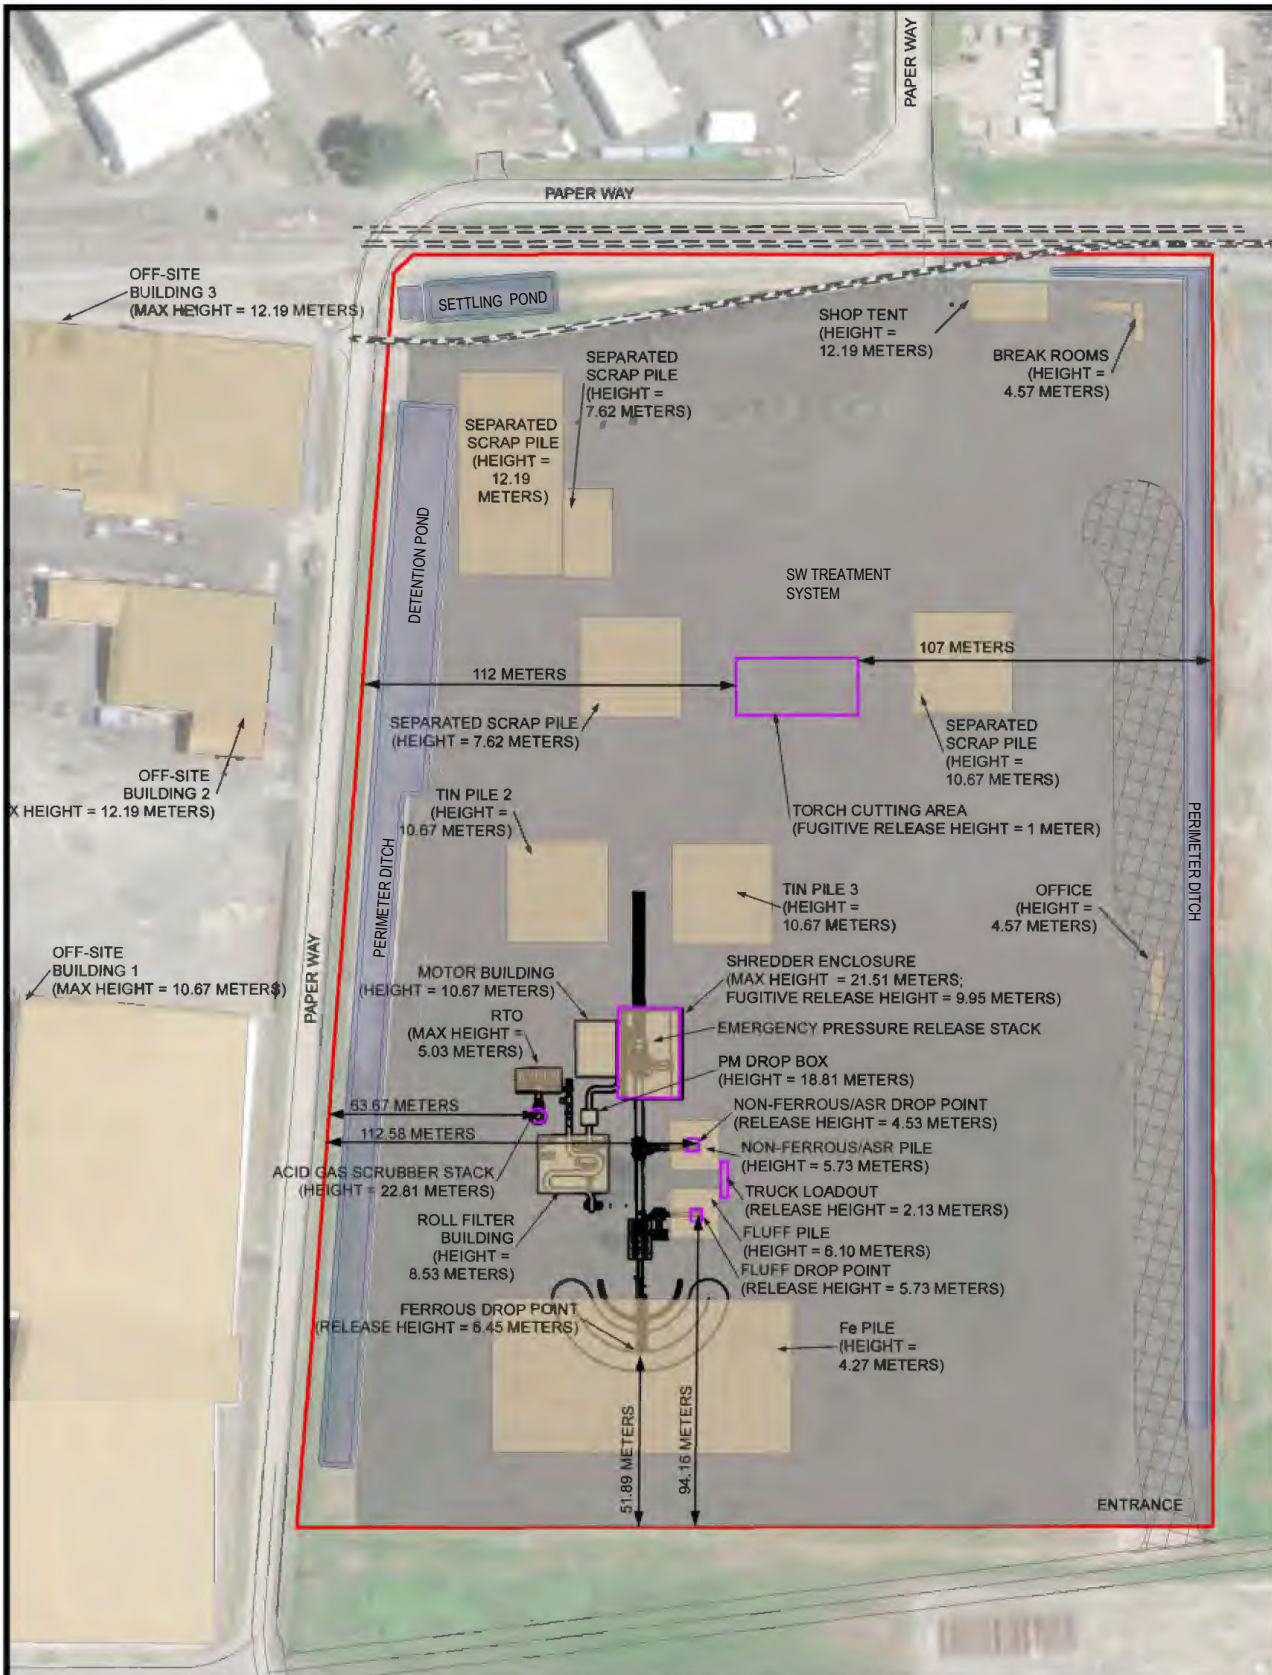 PAPER WAY
PAPER WAY
OFF-SITE
BUILDING 3
(MAX HEIGHT = 12.19 METERS)
SETTLING POND
SHOP TENT
(HEIGHT =
12.19 METERS)
BREAK ROOMS
(HEIGHT =
4.57 METERS)
SEPARATED
SCRAP PILE
(HEIGHT =
7.62 METERS)
SEPARATED
SCRAP PILE
(HEIGHT =
12.19
METERS)
DETENTION POND
SW TREATMENT
SYSTEM
107 METERS
112 METERS
SEPARATED SCRAP PILE
(HEIGHT = 7.62 METERS)
SEPARATED
SCRAP PILE
(HEIGHT =
10.67 METERS)
OFF-SITE
BUILDING 2
X HEIGHT = 12.19 METERS)
TIN PILE 2
(HEIGHT =
10.67 METERS)
TORCH CUTTING AREA
(FUGITIVE RELEASE HEIGHT = 1 METER)
PERIMETER DITCH
PERIMETER DITCH
TIN PILE 3
(HEIGHT =
10.67 METERS)
OFFICE
(HEIGHT =
4.57 METERS)
OFF-SITE
BUILDING 1
(MAX HEIGHT = 10.67 METERS)
PAPER WAY
MOTOR BUILDING
(HEIGHT = 10.67 METERS)
SHREDDER ENCLOSURE
(MAX HEIGHT = 21.51 METERS;
FUGITIVE RELEASE HEIGHT = 9.95 METERS)
RTO
(MAX HEIGHT =
5.03 METERS)
EMERGENCY PRESSURE RELEASE STACK
PM DROP BOX
(HEIGHT = 18.81 METERS)
63.67 METERS
NON-FERROUS/ASR DROP POINT
(RELEASE HEIGHT = 4.53 METERS)
112.58 METERS
NON-FERROUS/ASR PILE
(HEIGHT = 5.73 METERS)
ACID GAS SCRUBBER STACK
(HEIGHT = 22.81 METERS)
TRUCK LOADOUT
(RELEASE HEIGHT = 2.13 METERS)
ROLL FILTER
BUILDING
(HEIGHT =
8.53 METERS)
FLUFF PILE
(HEIGHT = 6.10 METERS)
FLUFF DROP POINT
(RELEASE HEIGHT = 5.73 METERS)
FERROUS DROP POINT
(RELEASE HEIGHT = 6.45 METERS)
Fe PILE
(HEIGHT =
4.27 METERS)
51.89 METERS
94.16 METERS
ENTRANCE